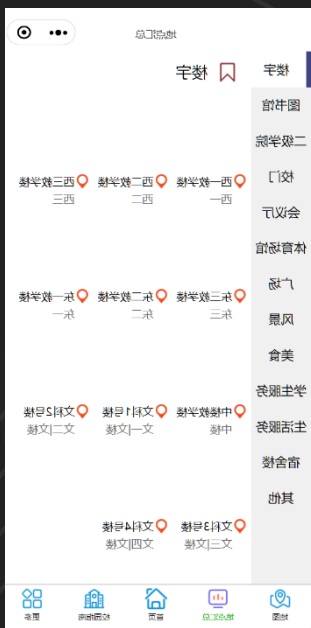 地点汇总
楼宇
图书馆
二级学院
校门
会议厅
体育场馆
广场
风景
美食
学生服务
生活服务
宿舍楼
其他
楼宇
西一教学楼 西二教学楼 西三教学楼
西一 西二 西三
东三教学楼 东二教学楼 东一教学楼
东三 东二 东一
中楼教学楼 文科1号楼 文科2号楼
中楼 文一|文楼 文二|文楼
文科3号楼 文科4号楼
文三|文楼 文四|文楼
地图 地点汇总 首页 校园指南 更多